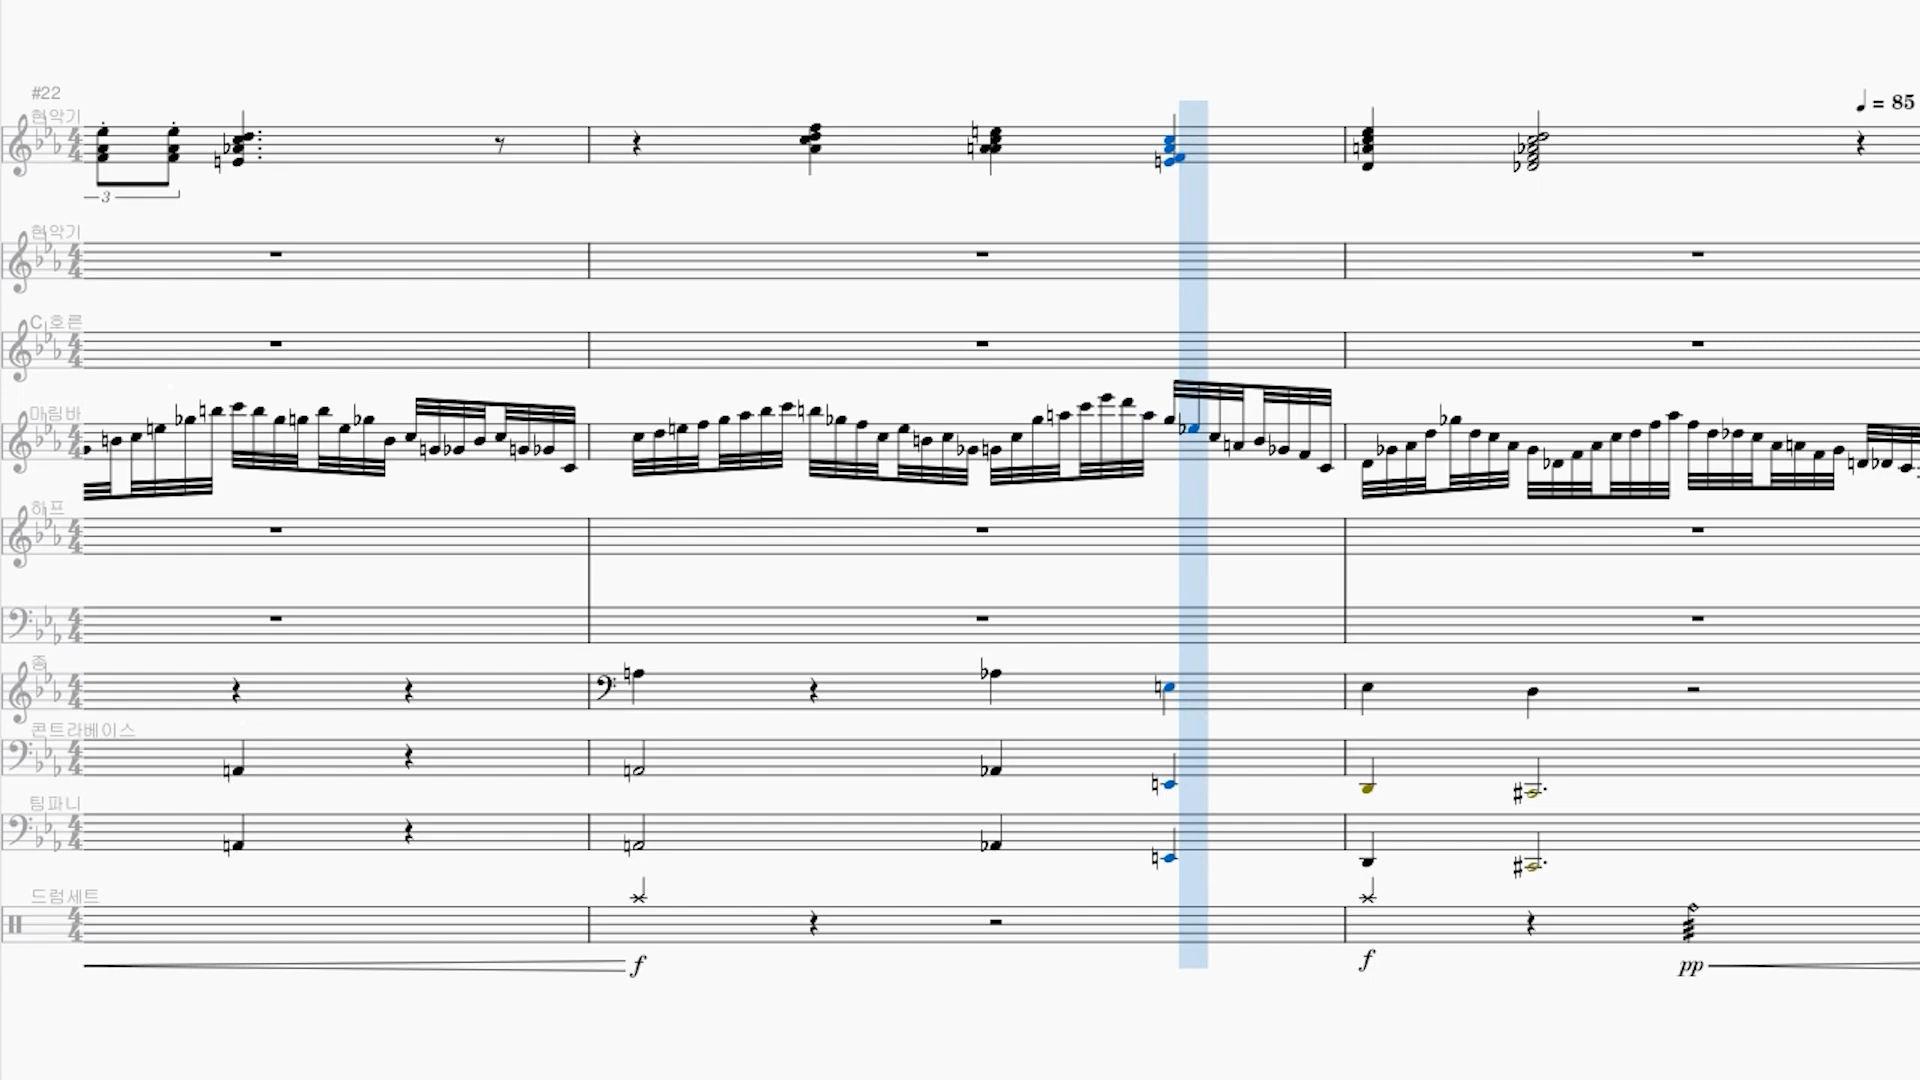 #22
현악기
♩ = 85
3
현악기
C 호른
마림바
하프
종
콘트라베이스
팀파니
드럼세트
f
f
pp